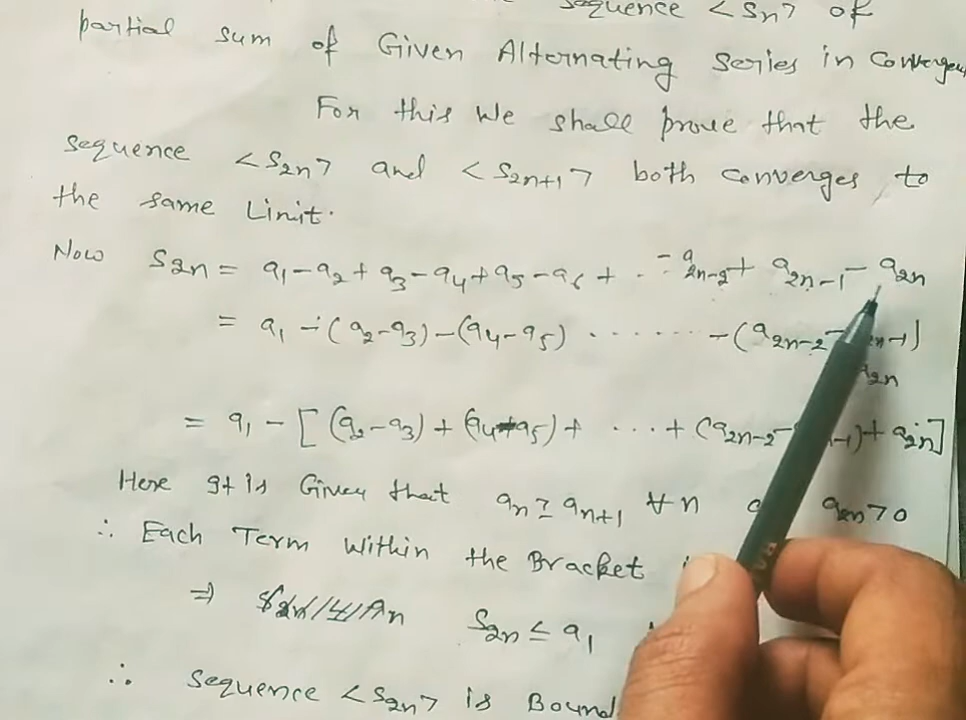 sequence <Sn> of
partial sum of Given Alternating Series in
For this We shall prove that the
sequence <S2n> and <S2n+1> both converges, to
the same Limit.
Now S2n = a1 - a2 + a3 - a4 + a5 - a6 + . - a2n-2 + a2n-1 - a2n
= a1 - (a2-a3) - (a4-a5) ....... - (a2n-2 - n-1)
a2n
= a1 - [(a2-a3) + (a4-a5) + ... + (a2n-2 - n-1) + a2n]
Here It is Given that an ≥ an+1 ∀ n an>0
∴ Each Term Within the Bracket
⇒ S2n ≤ a1
∴ Sequence <S2n> is